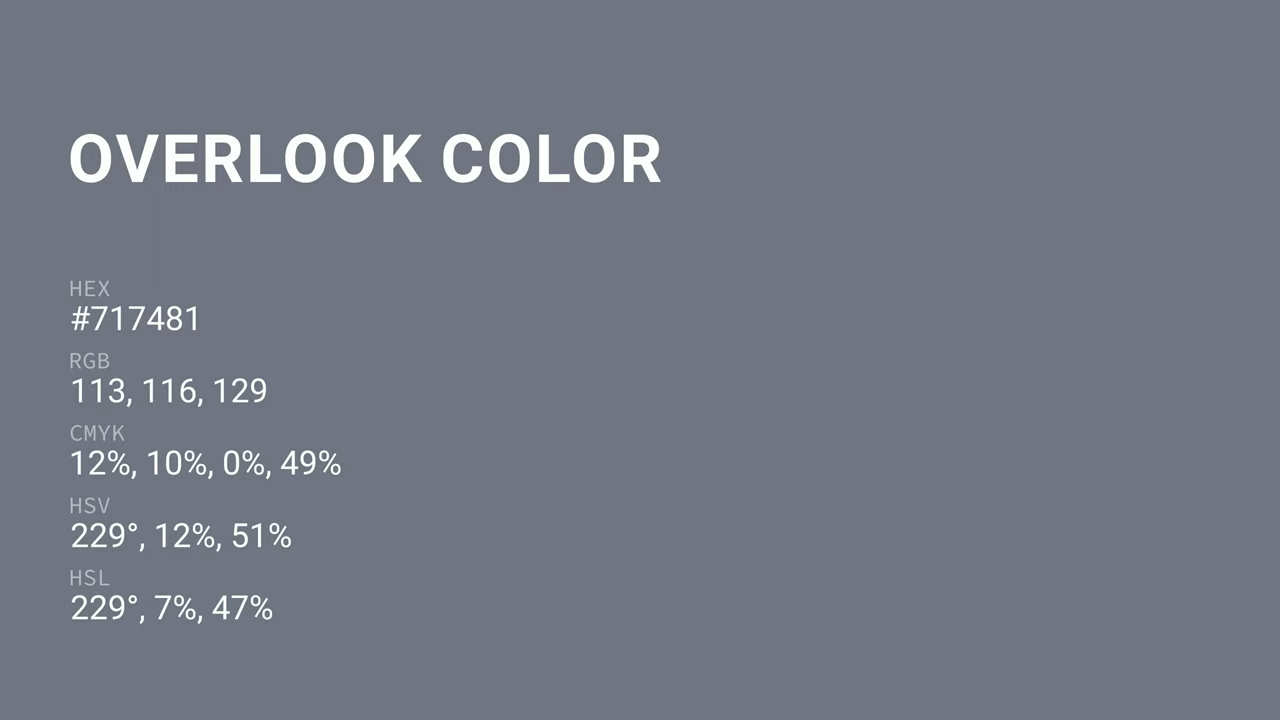 OVERLOOK COLOR
HEX
#717481
RGB
113, 116, 129
CMYK
12%, 10%, 0%, 49%
HSV
229°, 12%, 51%
HSL
229°, 7%, 47%